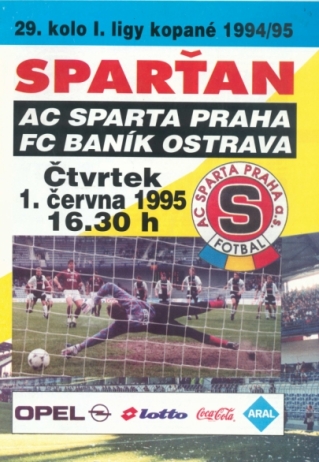 29. kolo I. ligy kopané 1994/95
SPARŤAN
AC SPARTA PRAHA
FC BANÍK OSTRAVA
Čtvrtek
1. června 1995
16.30 h
AC SPARTA PRAHA a.s.
S
FOTBAL
OPEL lotto Coca-Cola ARAL